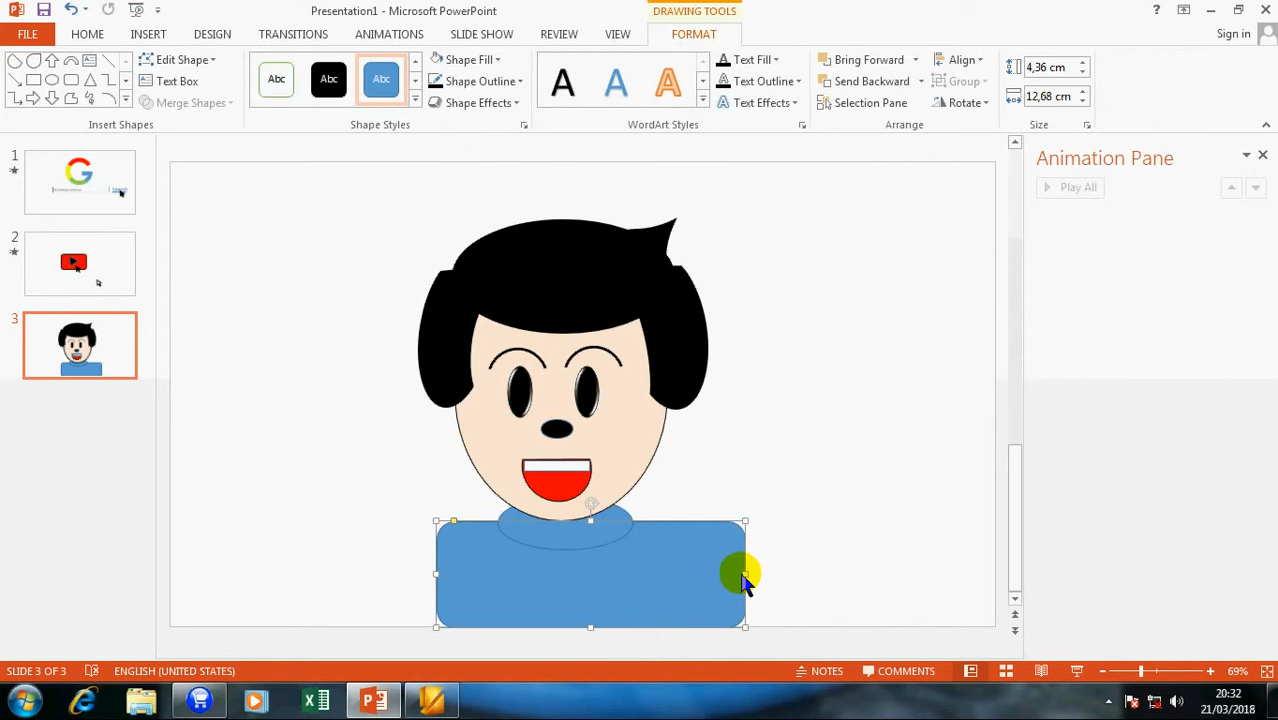 Presentation1 - Microsoft PowerPoint
DRAWING TOOLS
FILE
HOME
INSERT
DESIGN
TRANSITIONS
ANIMATIONS
SLIDE SHOW
REVIEW
VIEW
FORMAT
Sign in
Edit Shape
Text Box
Merge Shapes
Insert Shapes
Abc
Abc
Abc
Shape Fill
Shape Outline
Shape Effects
Shape Styles
A
A
A
Text Fill
Text Outline
Text Effects
WordArt Styles
Bring Forward
Send Backward
Selection Pane
Align
Group
Rotate
Arrange
4,36 cm
12,68 cm
Size
1
2
3
Animation Pane
Play All
SLIDE 3 OF 3
ENGLISH (UNITED STATES)
NOTES
COMMENTS
69%
20:32
21/03/2018